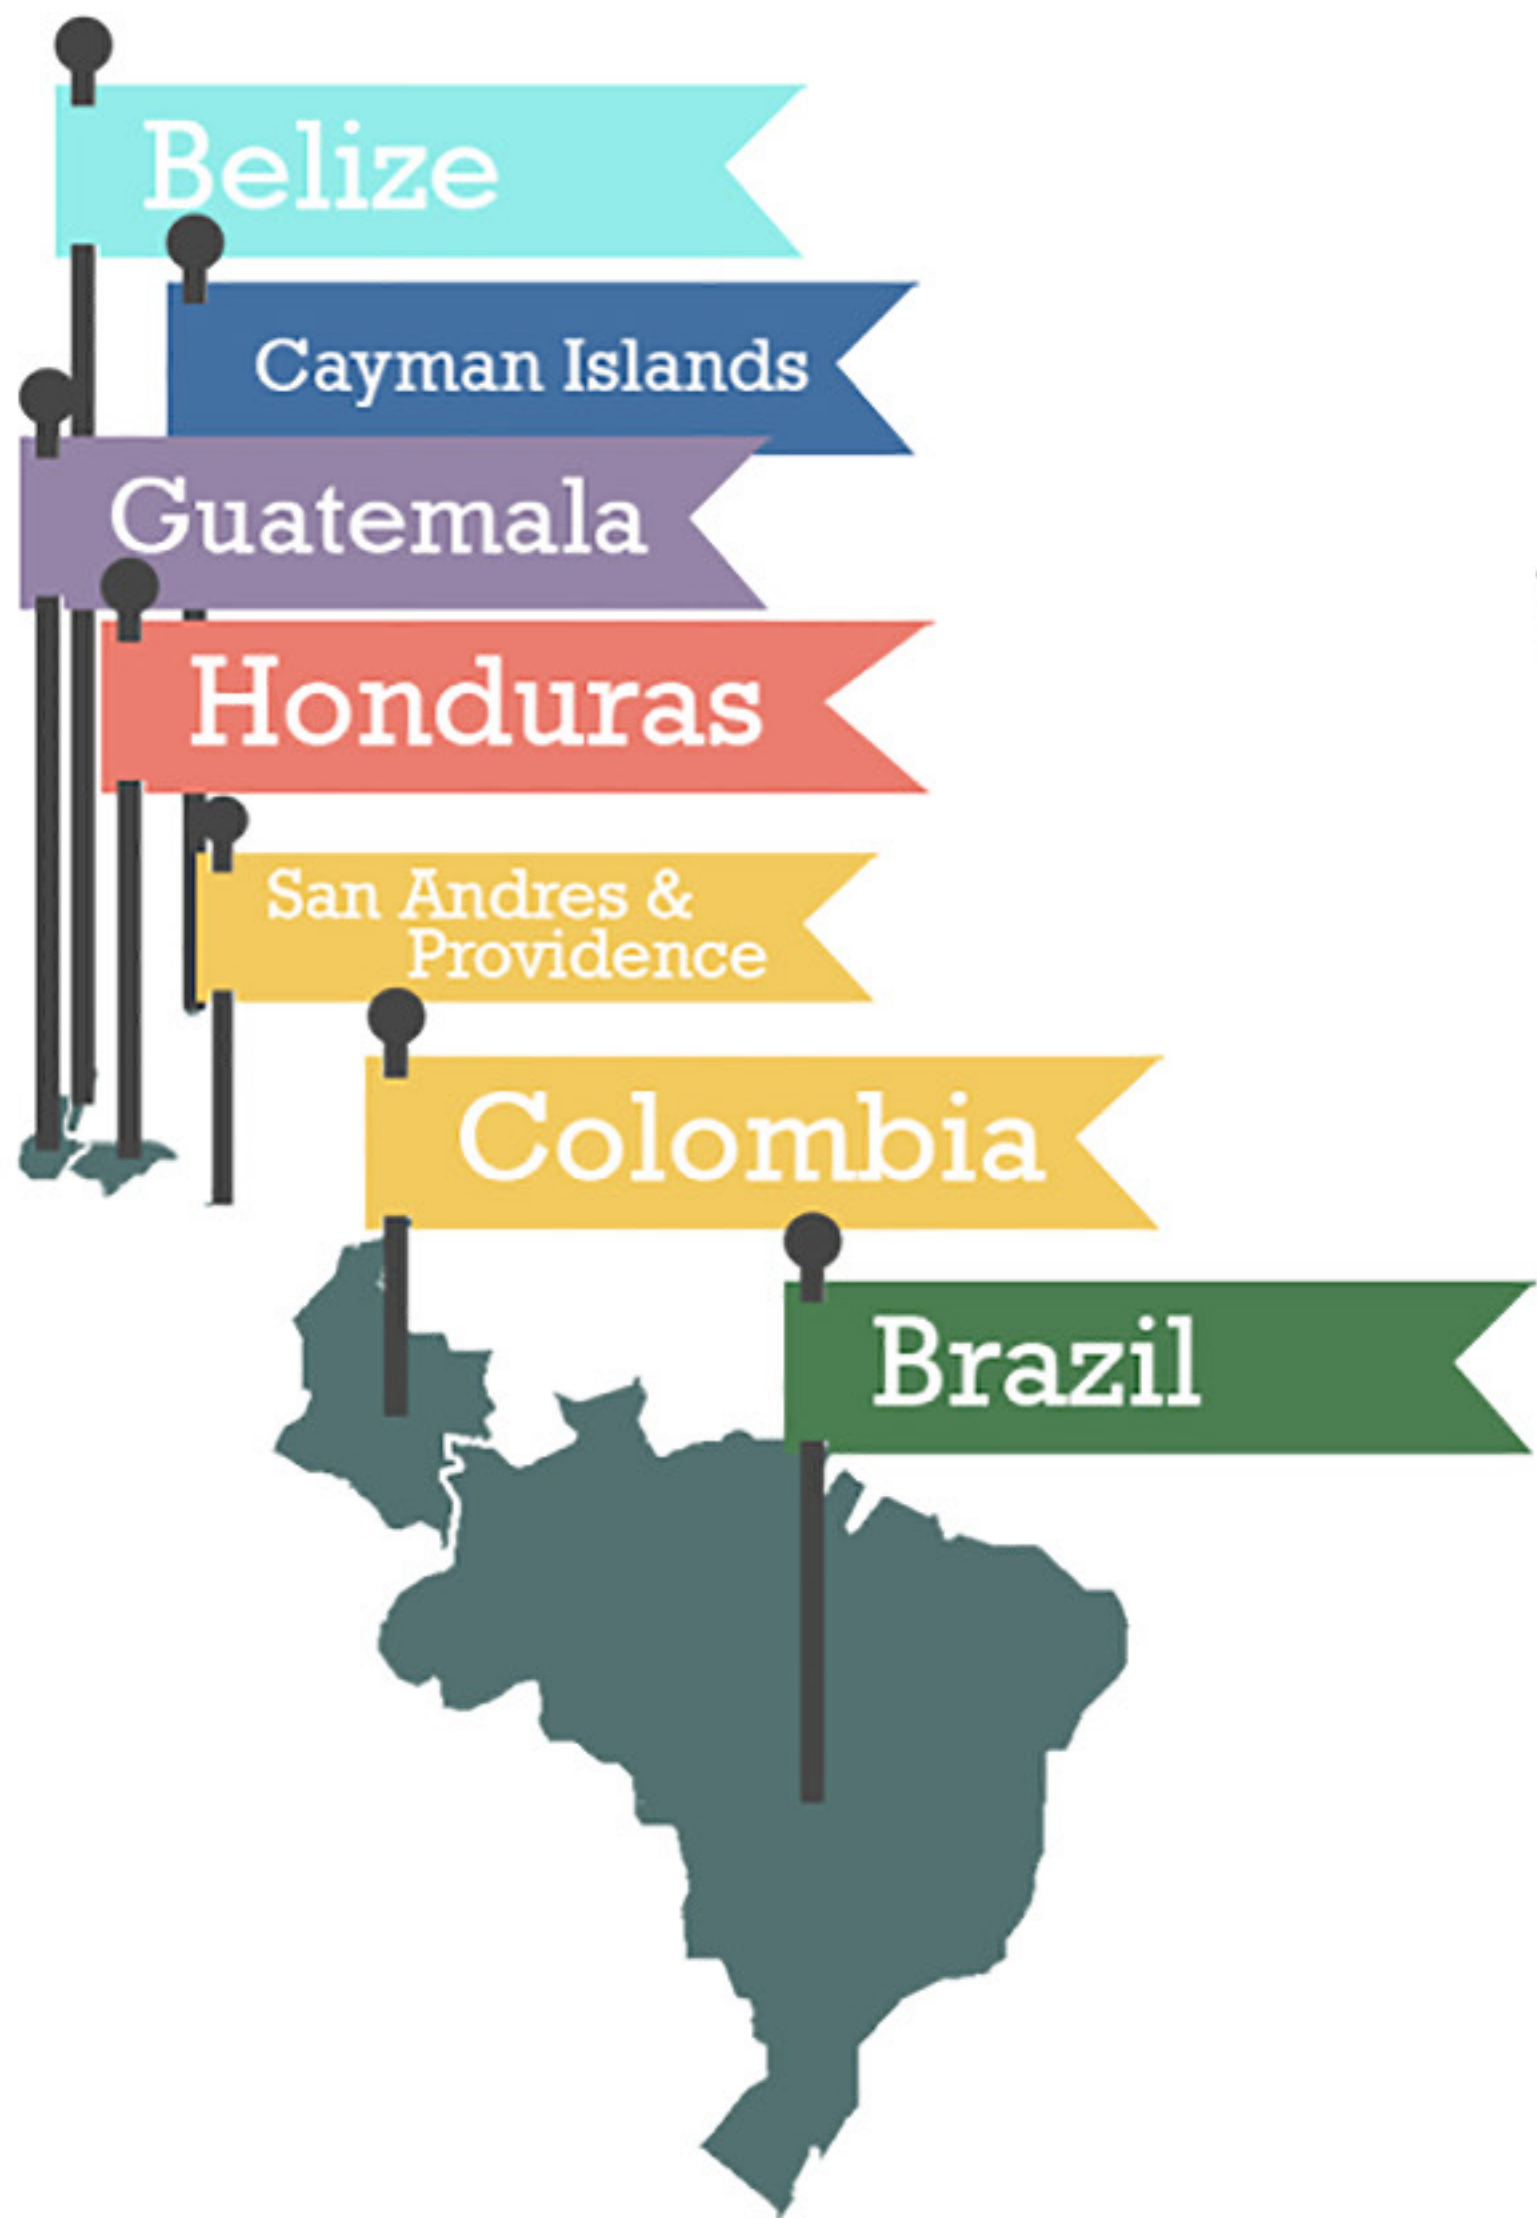 Belize
Cayman Islands
Guatemala
Honduras
San Andres &
Providence
Colombia
Brazil